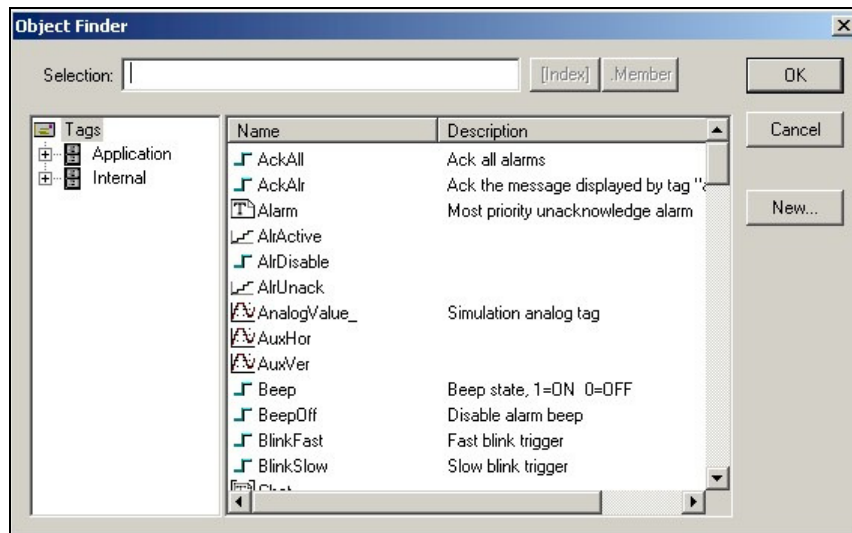 Object Finder
Selection: [Index] .Member OK
Tags
Application
Internal
Name Description
AckAll Ack all alarms
AckAlr Ack the message displayed by tag "a
Alarm Most priority unacknowledge alarm
AlrActive
AlrDisable
AlrUnack
AnalogValue_ Simulation analog tag
AuxHor
AuxVer
Beep Beep state, 1=ON 0=OFF
BeepOff Disable alarm beep
BlinkFast Fast blink trigger
BlinkSlow Slow blink trigger
Cancel
New...